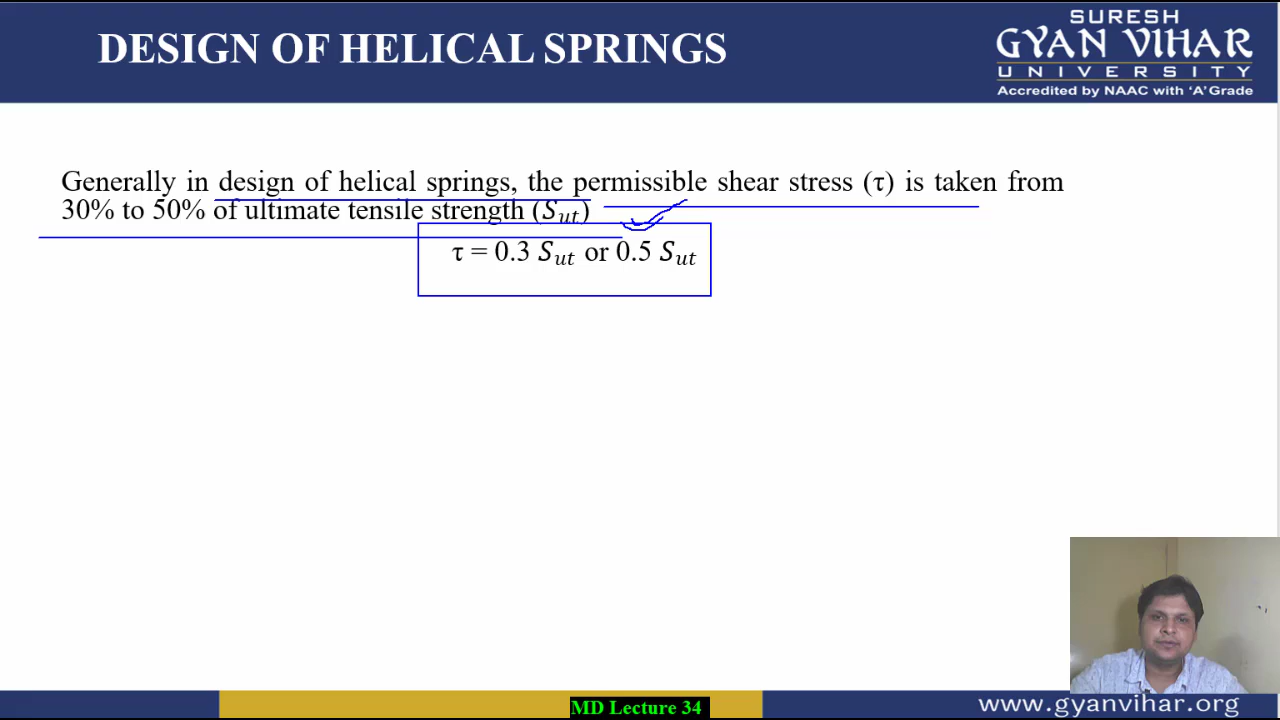 DESIGN OF HELICAL SPRINGS
SURESH
GYAN VIHAR
UNIVERSITY
Accredited by NAAC with 'A' Grade
Generally in design of helical springs, the permissible shear stress (τ) is taken from
30% to 50% of ultimate tensile strength (S_ut)
τ = 0.3 S_ut or 0.5 S_ut
MD Lecture 34
www.gyanvihar.org